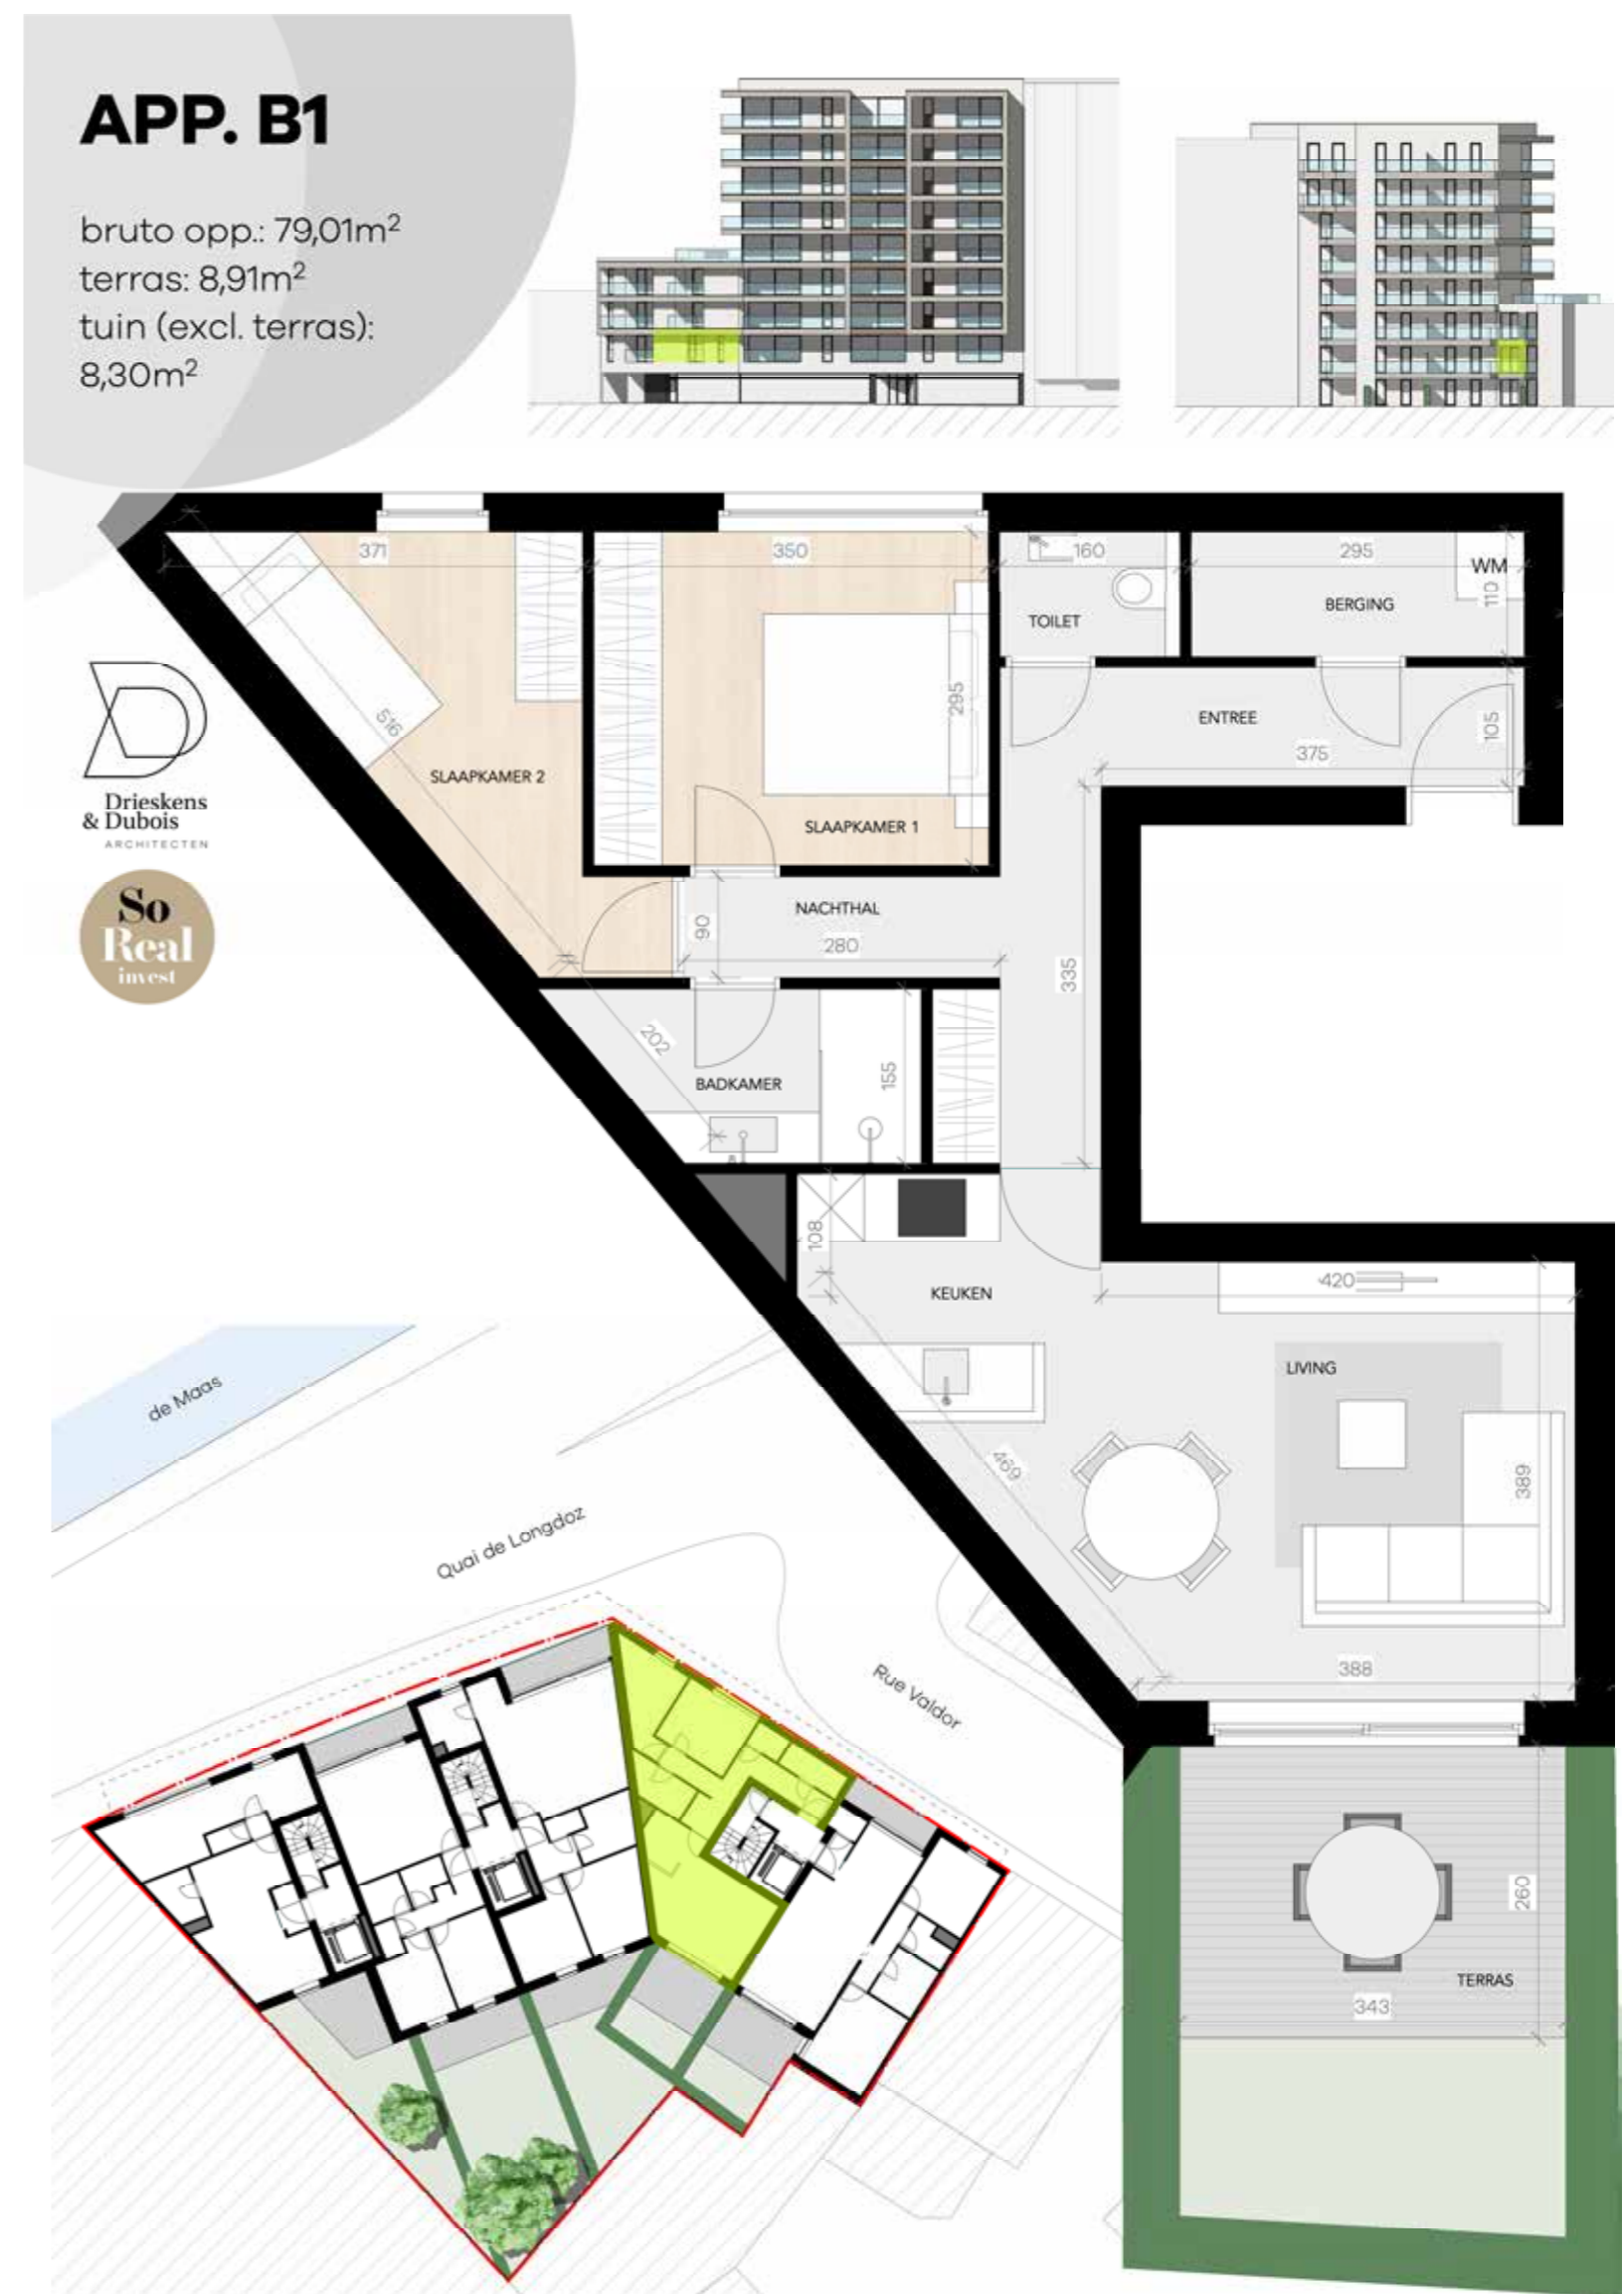 APP. B1
bruto opp.: 79,01m²
terras: 8,91m²
tuin (excl. terras):
8,30m²
371
350
160
295
WM
110
BERGING
TOILET
516
295
ENTREE
105
375
SLAAPKAMER 2
SLAAPKAMER 1
Drieskens
& Dubois
ARCHITECTEN
So
Real
invest
NACHTHAL
90
280
335
202
155
BADKAMER
108
KEUKEN
420
LIVING
de Maas
469
389
Quai de Longdoz
388
Rue Valdor
260
TERRAS
343